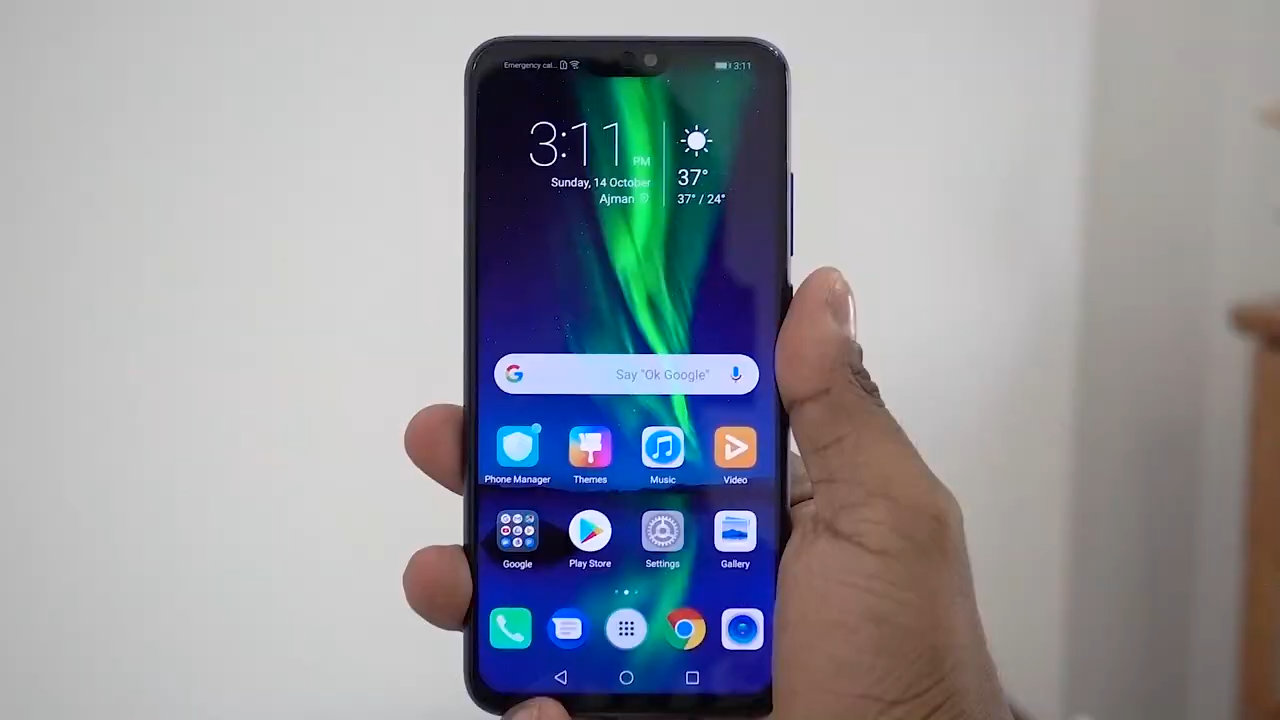 Emergency cal... 3:11
3:11 PM
Sunday, 14 October
Ajman
37°
37° / 24°
G Say "Ok Google"
Phone Manager Themes Music Video
Google Play Store Settings Gallery